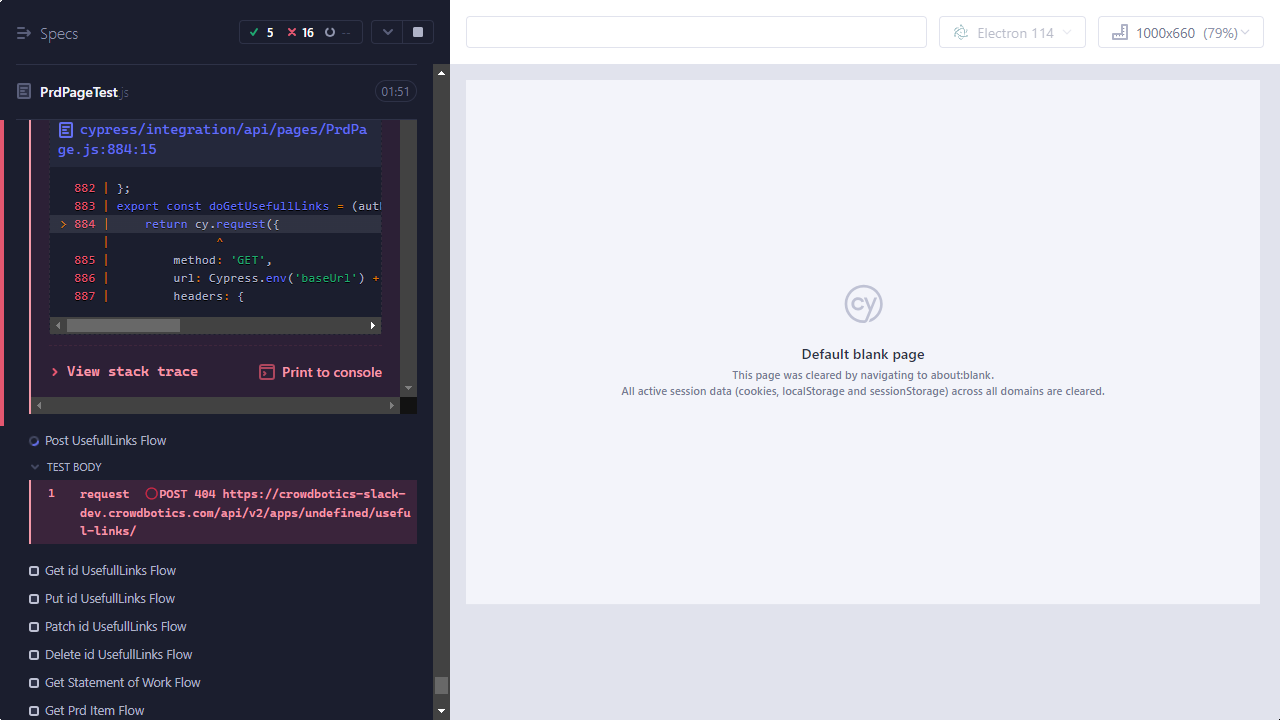 Specs
5 16 --
Electron 114
1000x660 (79%)
PrdPageTest.js
01:51
cypress/integration/api/pages/PrdPa
ge.js:884:15
882 | };
883 | export const doGetUsefullLinks = (aut
> 884 | return cy.request({
| ^
885 | method: 'GET',
886 | url: Cypress.env('baseUrl') +
887 | headers: {
> View stack trace
Print to console
Post UsefullLinks Flow
TEST BODY
1 request POST 404 https://crowdbotics-slack-
dev.crowdbotics.com/api/v2/apps/undefined/usefu
l-links/
Get id UsefullLinks Flow
Put id UsefullLinks Flow
Patch id UsefullLinks Flow
Delete id UsefullLinks Flow
Get Statement of Work Flow
Get Prd Item Flow
cy
Default blank page
This page was cleared by navigating to about:blank.
All active session data (cookies, localStorage and sessionStorage) across all domains are cleared.